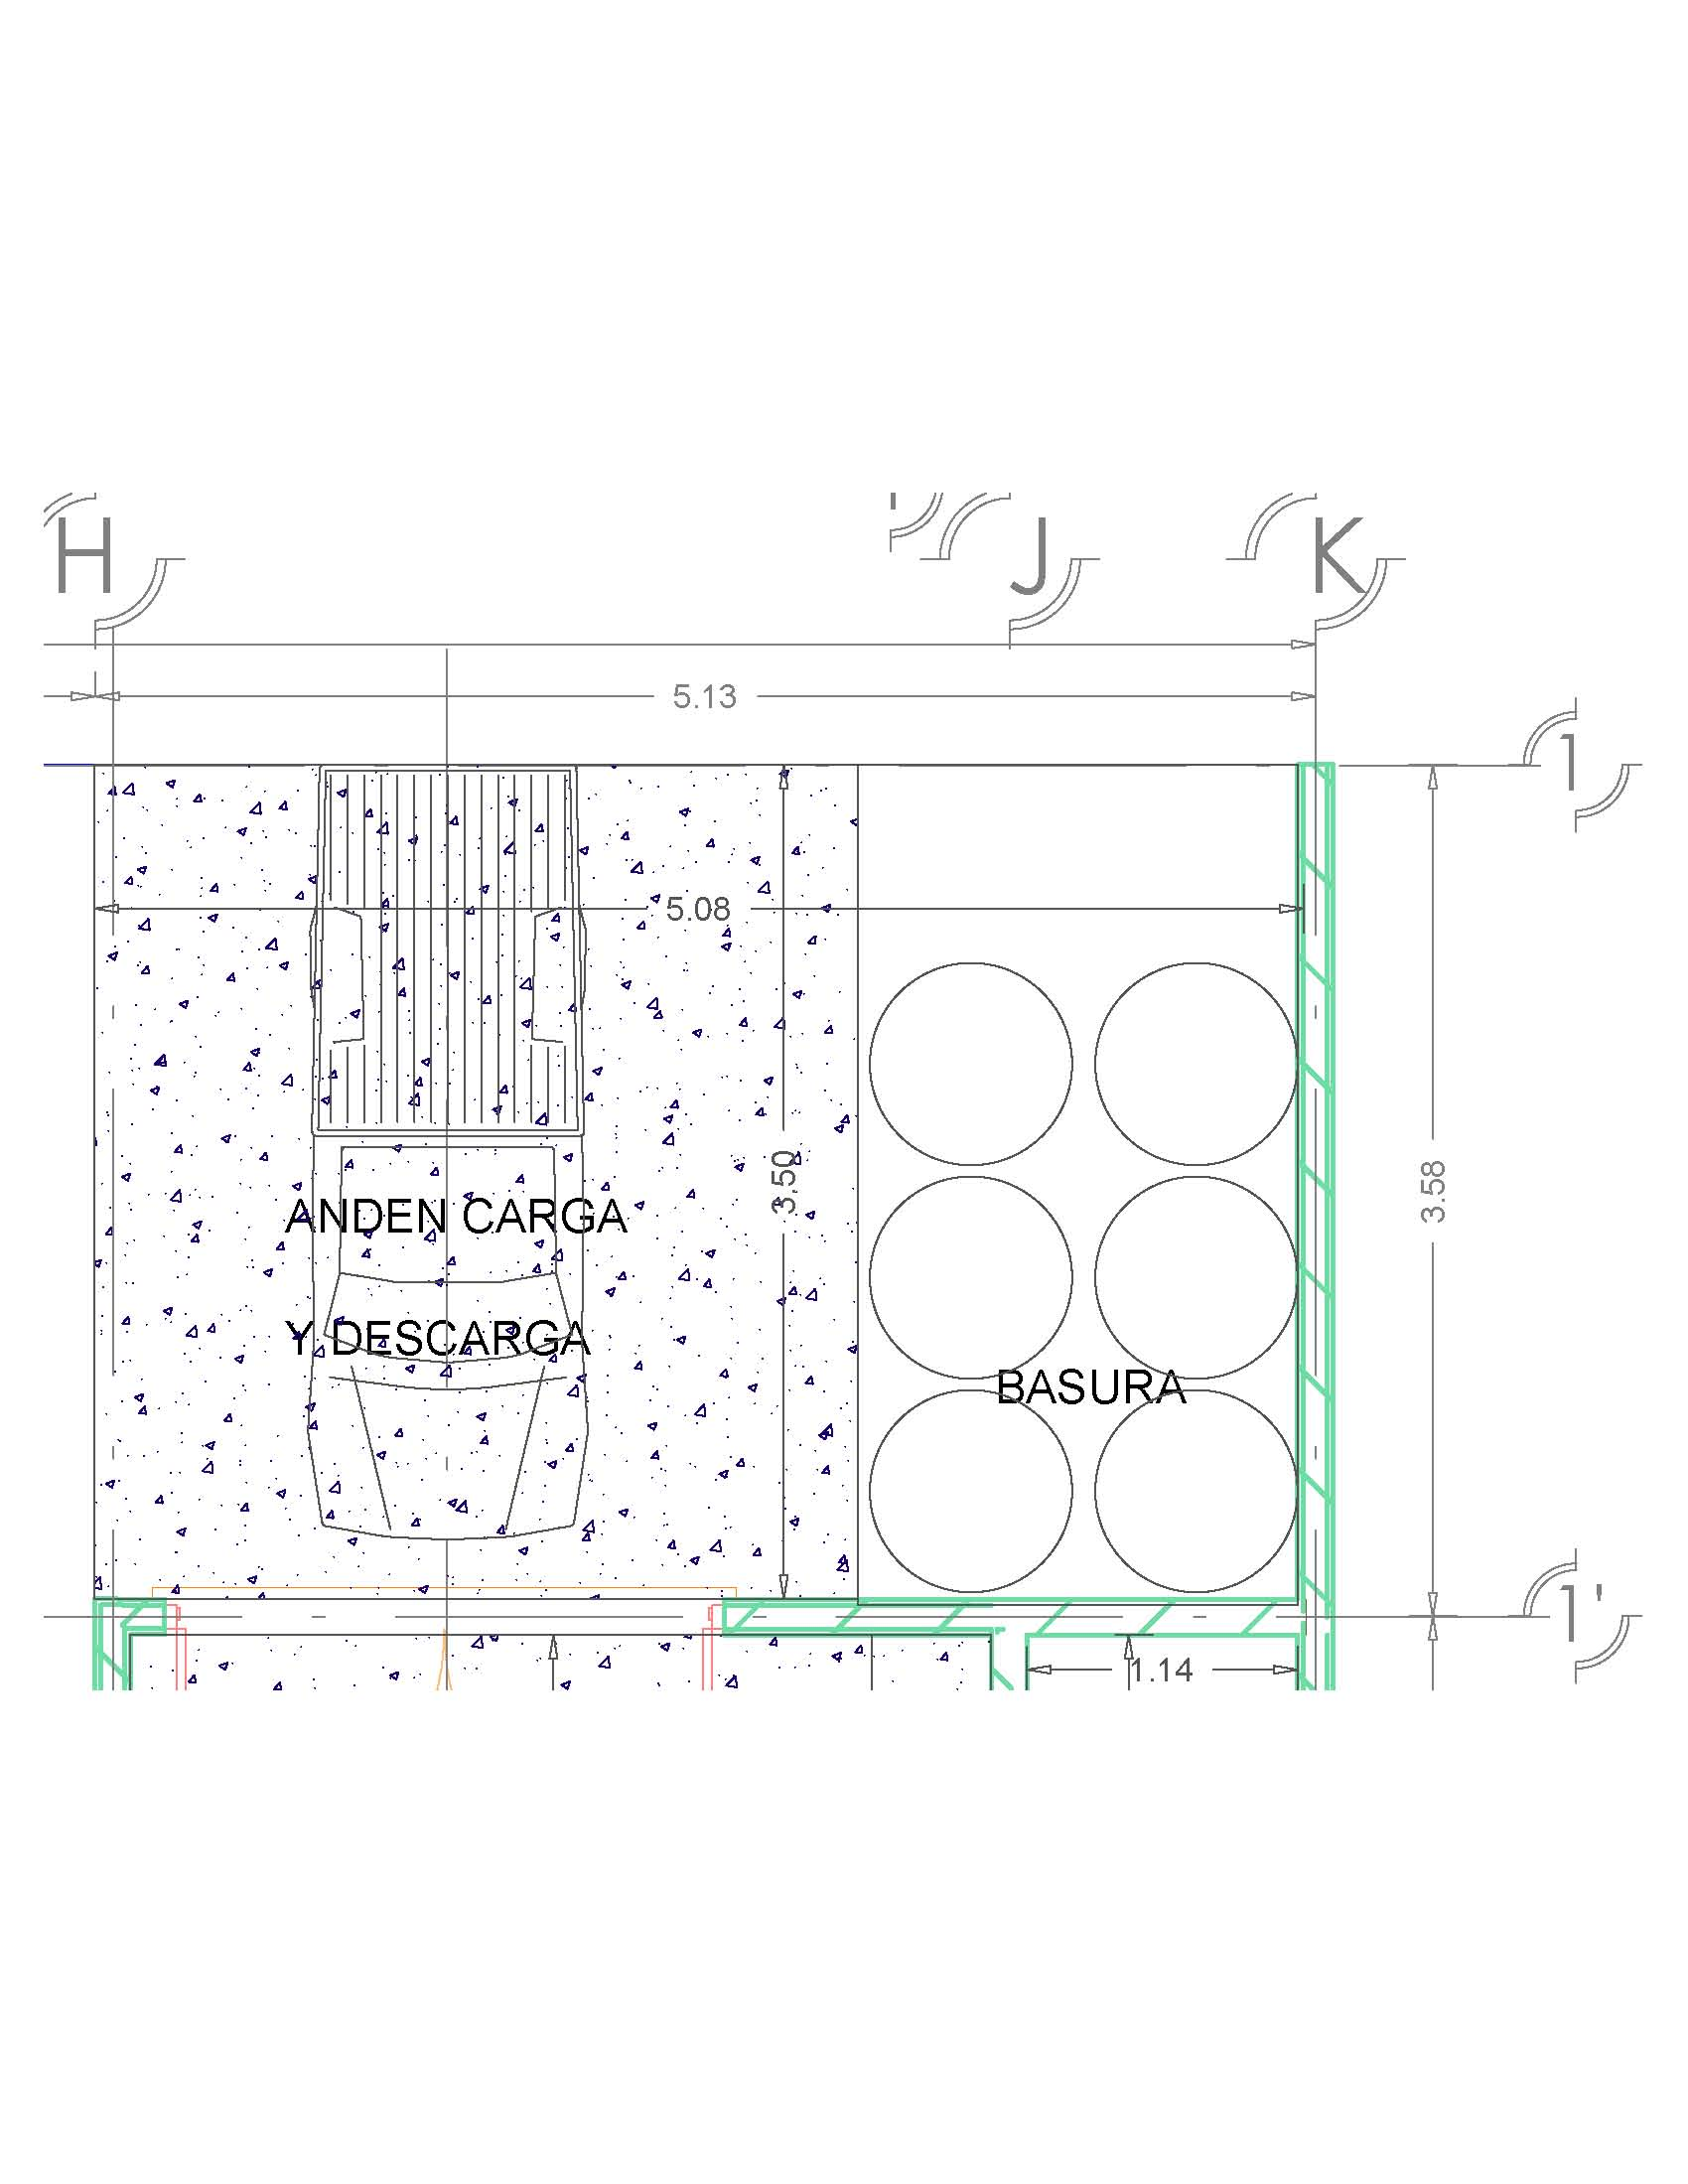 H
J
K
5.13
1
5.08
3.50
3.58
ANDEN CARGA
Y DESCARGA
BASURA
1'
1.14